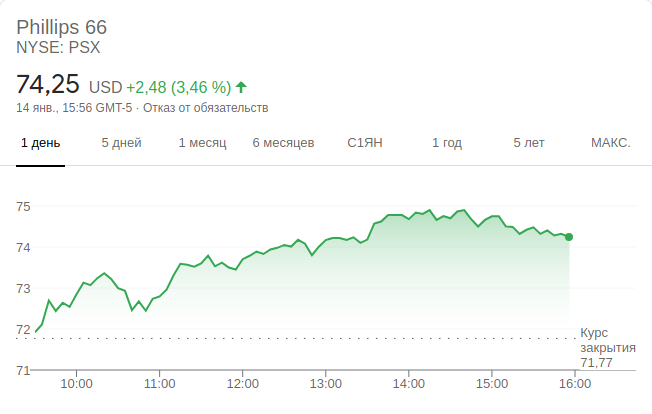 Phillips 66
NYSE: PSX
74,25 USD +2,48 (3,46 %)
14 янв., 15:56 GMT-5 · Отказ от обязательств
1 день 5 дней 1 месяц 6 месяцев С1ЯН 1 год 5 лет МАКС.
75
74
73
72
71
Курс
закрытия
71,77
10:00 11:00 12:00 13:00 14:00 15:00 16:00